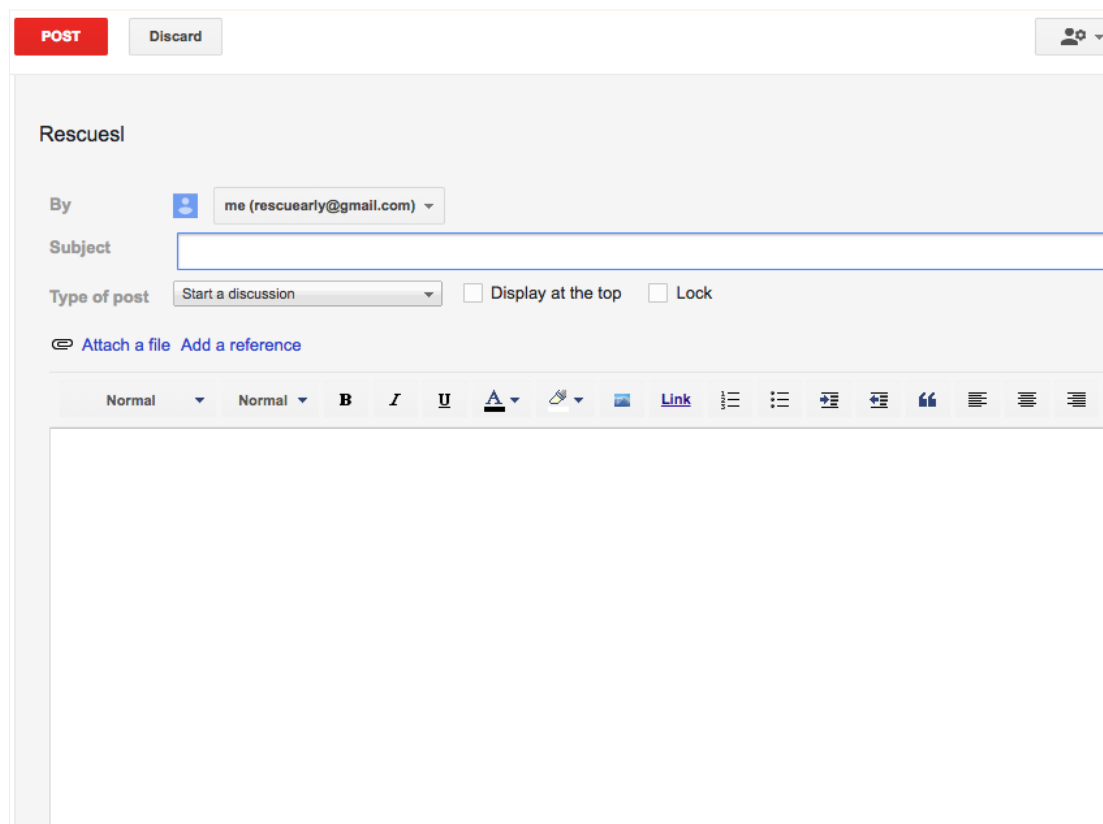 POST Discard
Rescuesl
By me (rescuearly@gmail.com)
Subject
Type of post Start a discussion Display at the top Lock
Attach a file Add a reference
Normal Normal B I U A Link